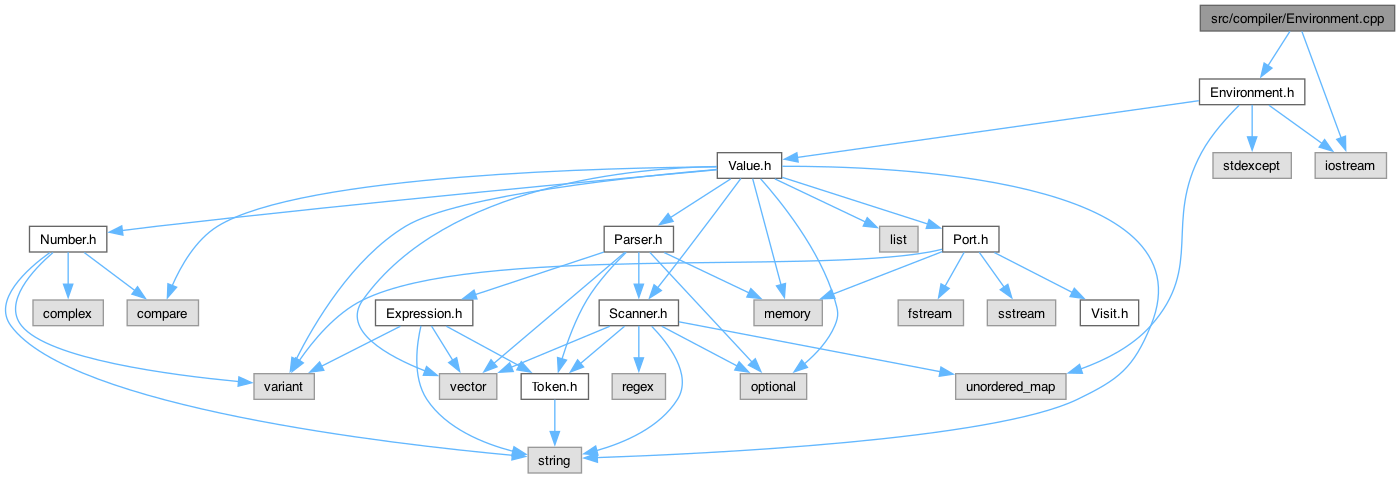 src/compiler/Environment.cpp
Environment.h
Value.h
stdexcept
iostream
Number.h
Parser.h
list
Port.h
complex
compare
Expression.h
Scanner.h
memory
fstream
sstream
Visit.h
variant
vector
Token.h
regex
optional
unordered_map
string